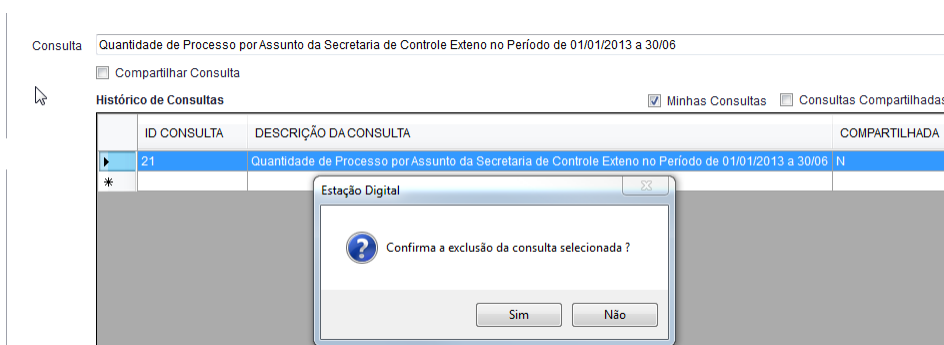 Consulta Quantidade de Processo por Assunto da Secretaria de Controle Exteno no Período de 01/01/2013 a 30/06
Compartilhar Consulta
Histórico de Consultas Minhas Consultas Consultas Compartilhadas
ID CONSULTA DESCRIÇÃO DA CONSULTA COMPARTILHADA
21 Quantidade de Processo por Assunto da Secretaria de Controle Exteno no Período de 01/01/2013 a 30/06 N
Estação Digital
Confirma a exclusão da consulta selecionada ?
Sim Não